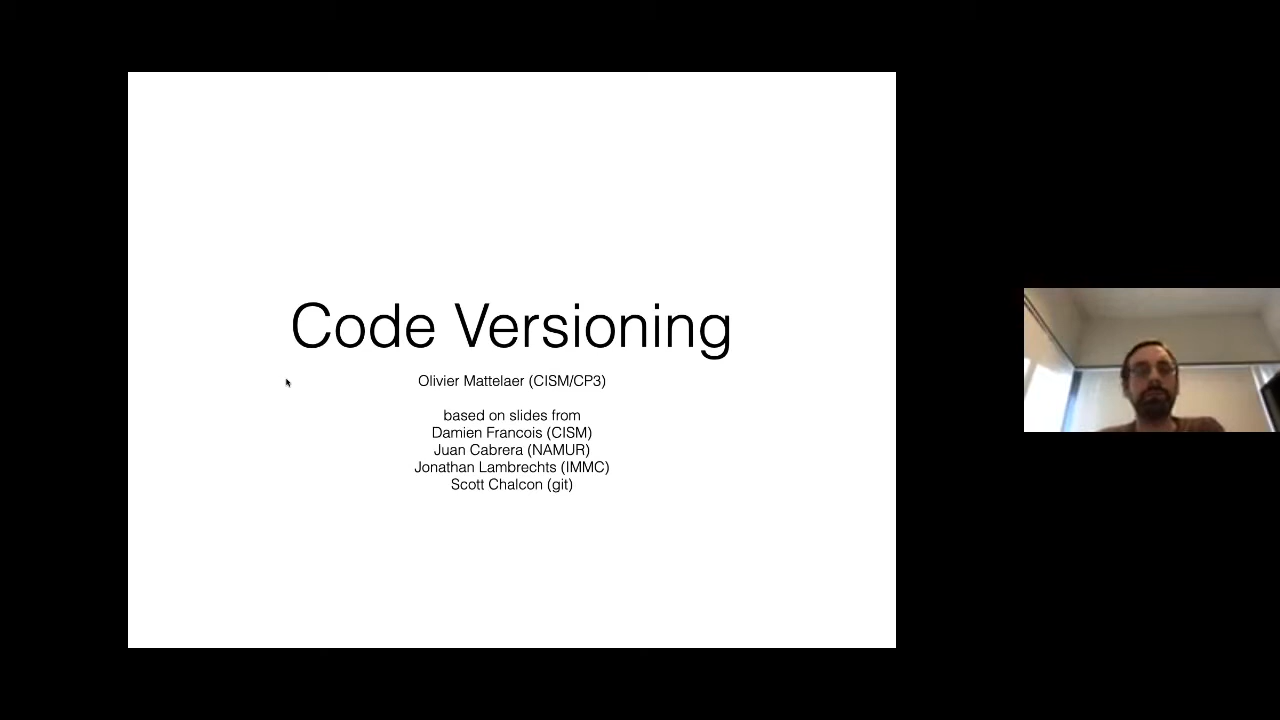 Code Versioning
Olivier Mattelaer (CISM/CP3)
based on slides from
Damien Francois (CISM)
Juan Cabrera (NAMUR)
Jonathan Lambrechts (IMMC)
Scott Chalcon (git)